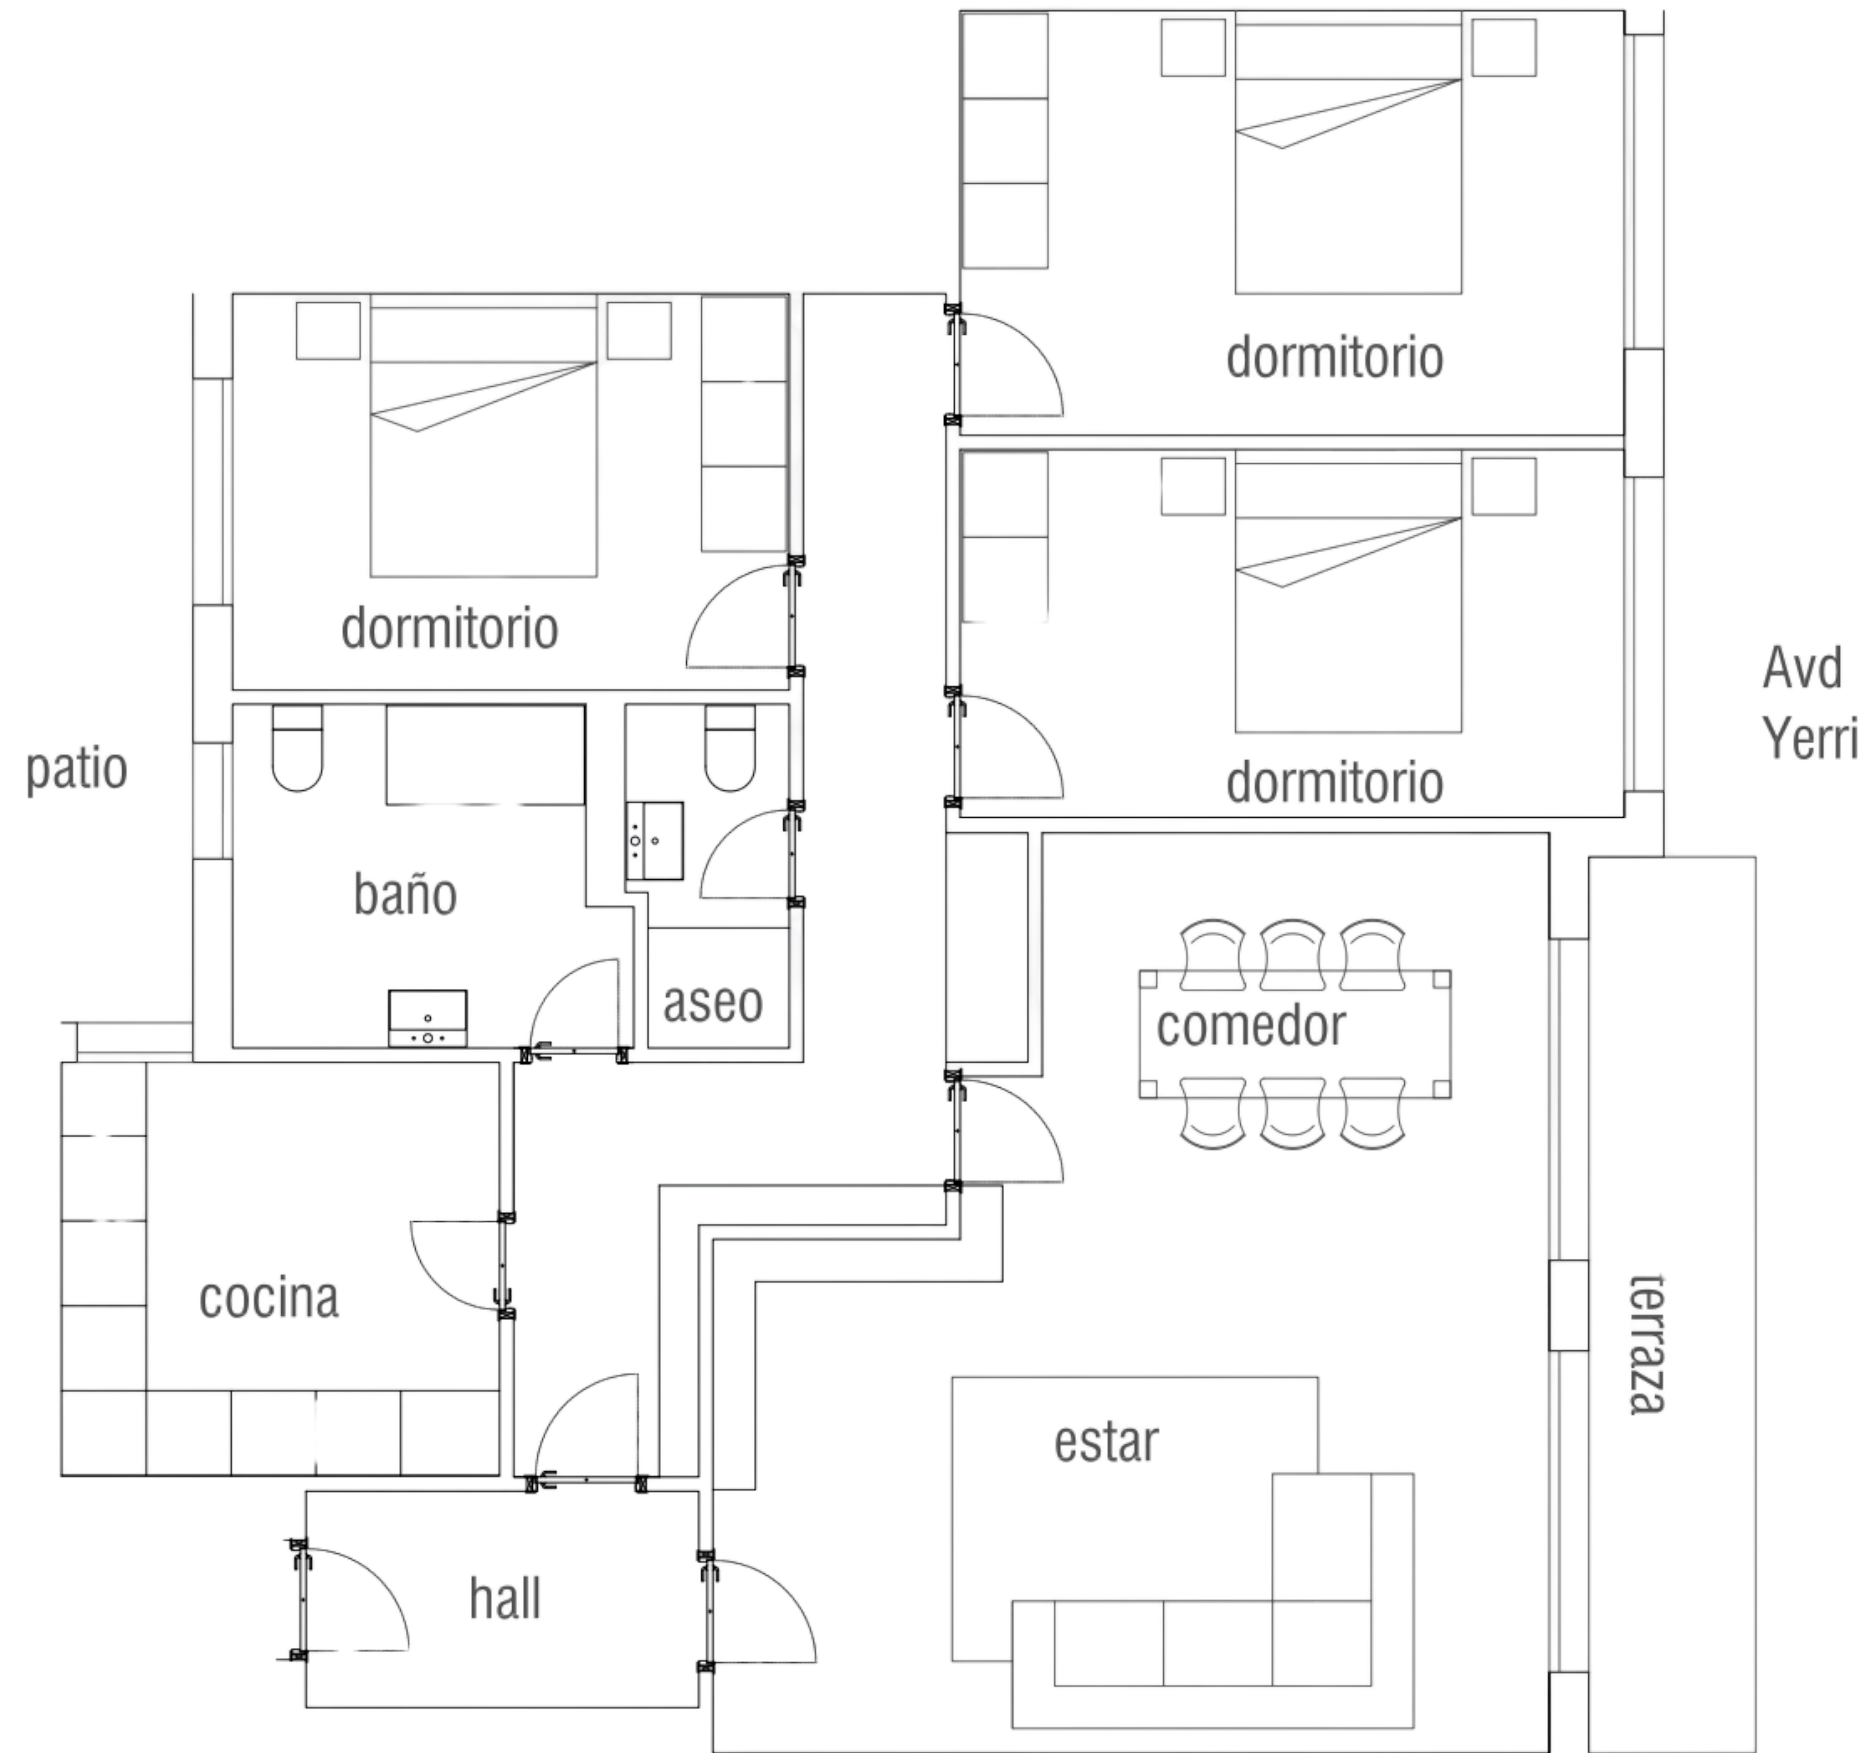 dormitorio
dormitorio
Avd
Yerri
patio
dormitorio
baño
aseo
comedor
cocina
terraza
estar
hall